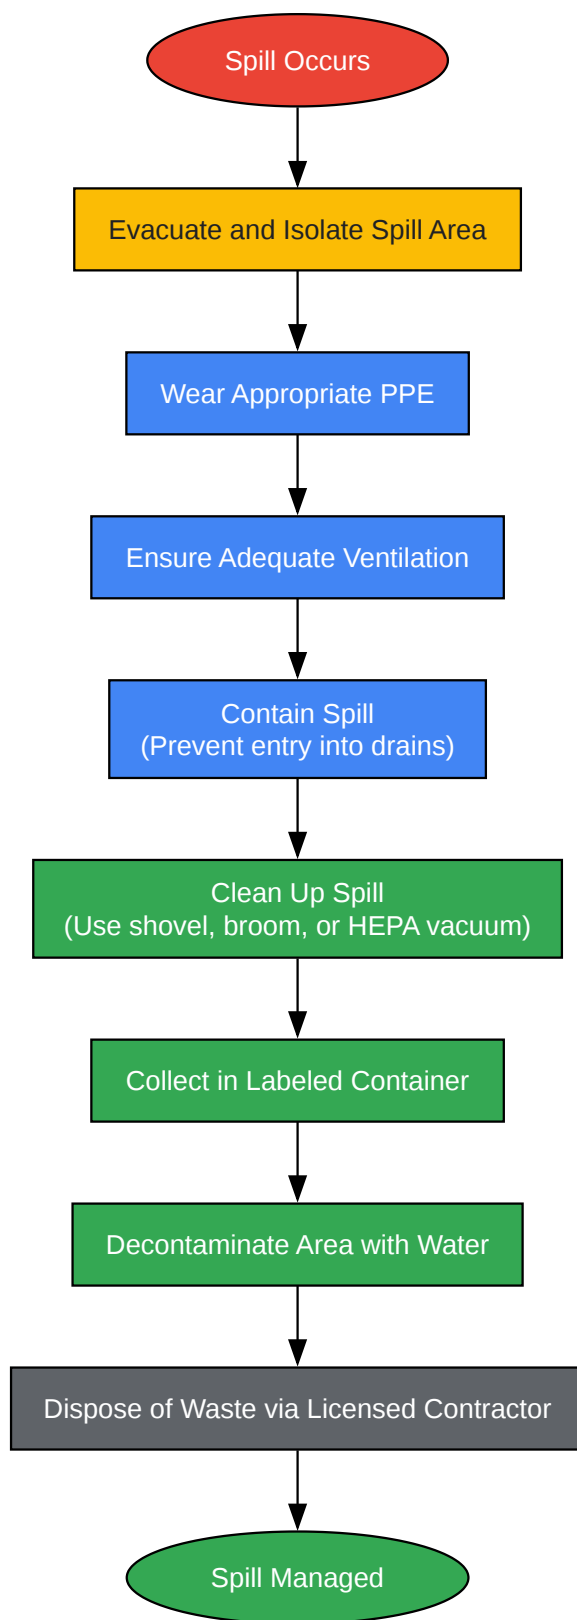 Spill Occurs
Evacuate and Isolate Spill Area
Wear Appropriate PPE
Ensure Adequate Ventilation
Contain Spill
(Prevent entry into drains)
Clean Up Spill
(Use shovel, broom, or HEPA vacuum)
Collect in Labeled Container
Decontaminate Area with Water
Dispose of Waste via Licensed Contractor
Spill Managed